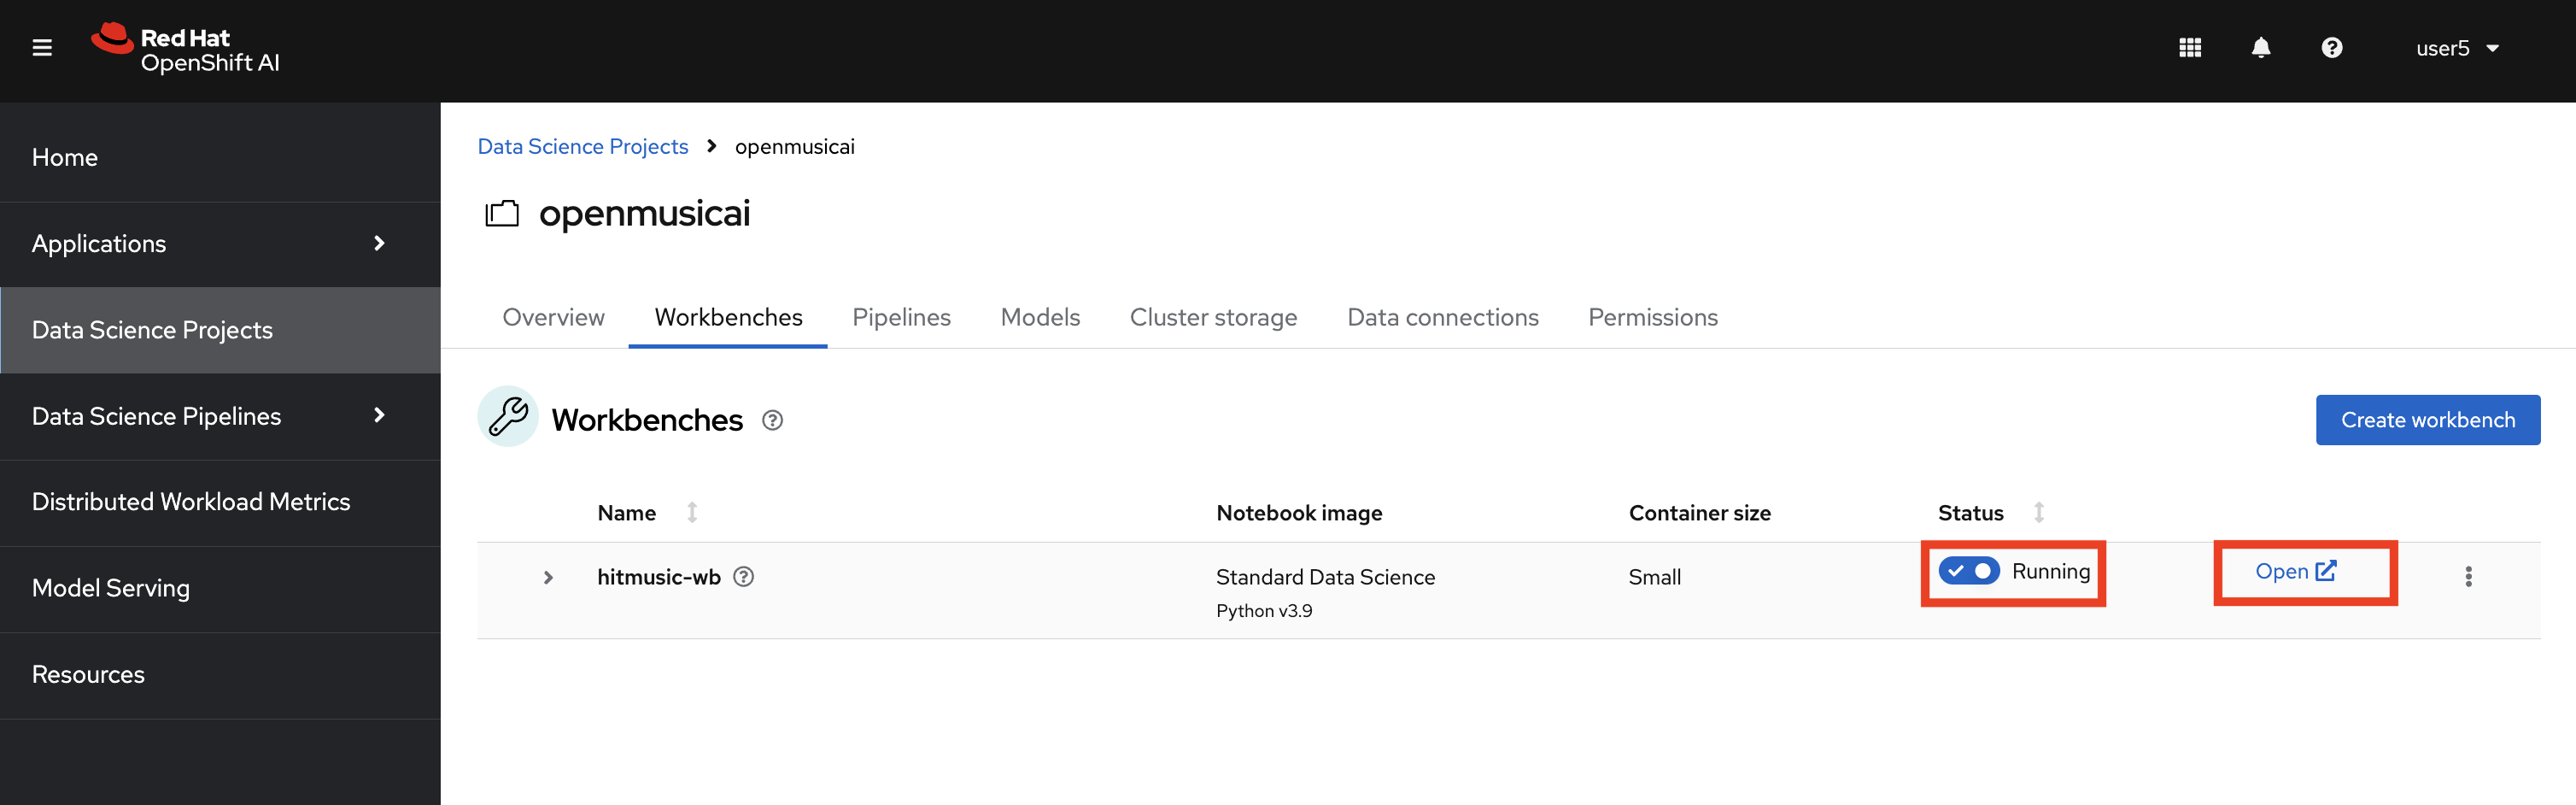 Red Hat
OpenShift AI
user5
Home
Applications
Data Science Projects
Data Science Pipelines
Distributed Workload Metrics
Model Serving
Resources
Data Science Projects > openmusicai
openmusicai
Overview Workbenches Pipelines Models Cluster storage Data connections Permissions
Workbenches
Create workbench
Name Notebook image Container size Status
hitmusic-wb Standard Data Science Small Running Open
Python v3.9